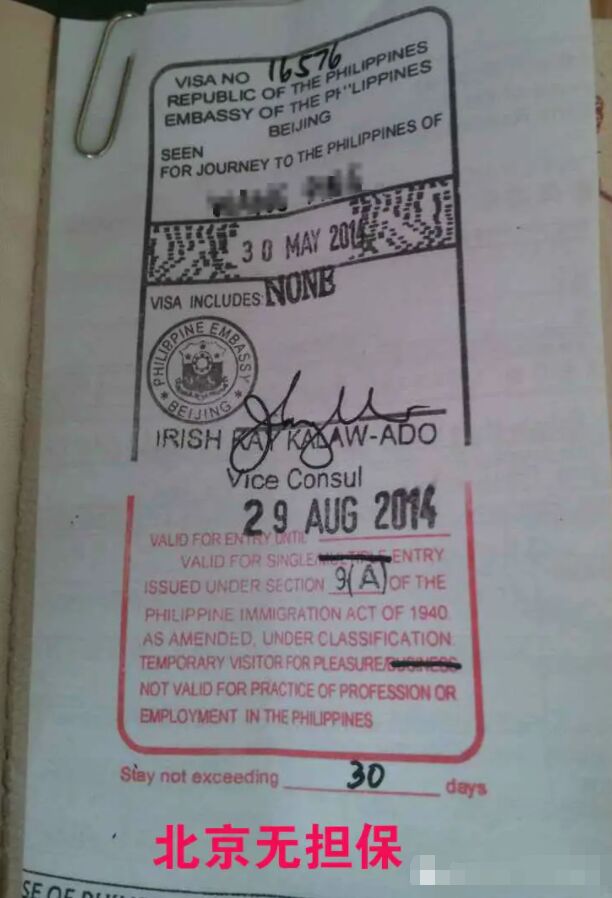 VISA NO 16576
REPUBLIC OF THE PHILIPPINES
EMBASSY OF THE PHILIPPINES
BEIJING
SEEN
FOR JOURNEY TO THE PHILIPPINES OF
30 MAY 2014
VISA INCLUDES: NONE
PHILIPPINE EMBASSY
BEIJING
IRISH KAY KALAW-ADO
Vice Consul
29 AUG 2014
VALID FOR ENTRY UNTIL
VALID FOR SINGLE/MULTIPLE ENTRY
ISSUED UNDER SECTION 9(A) OF THE
PHILIPPINE IMMIGRATION ACT OF 1940
AS AMENDED, UNDER CLASSIFICATION
TEMPORARY VISITOR FOR PLEASURE/BUSINESS
NOT VALID FOR PRACTICE OF PROFESSION OR
EMPLOYMENT IN THE PHILIPPINES
Stay not exceeding 30 days
北京无担保